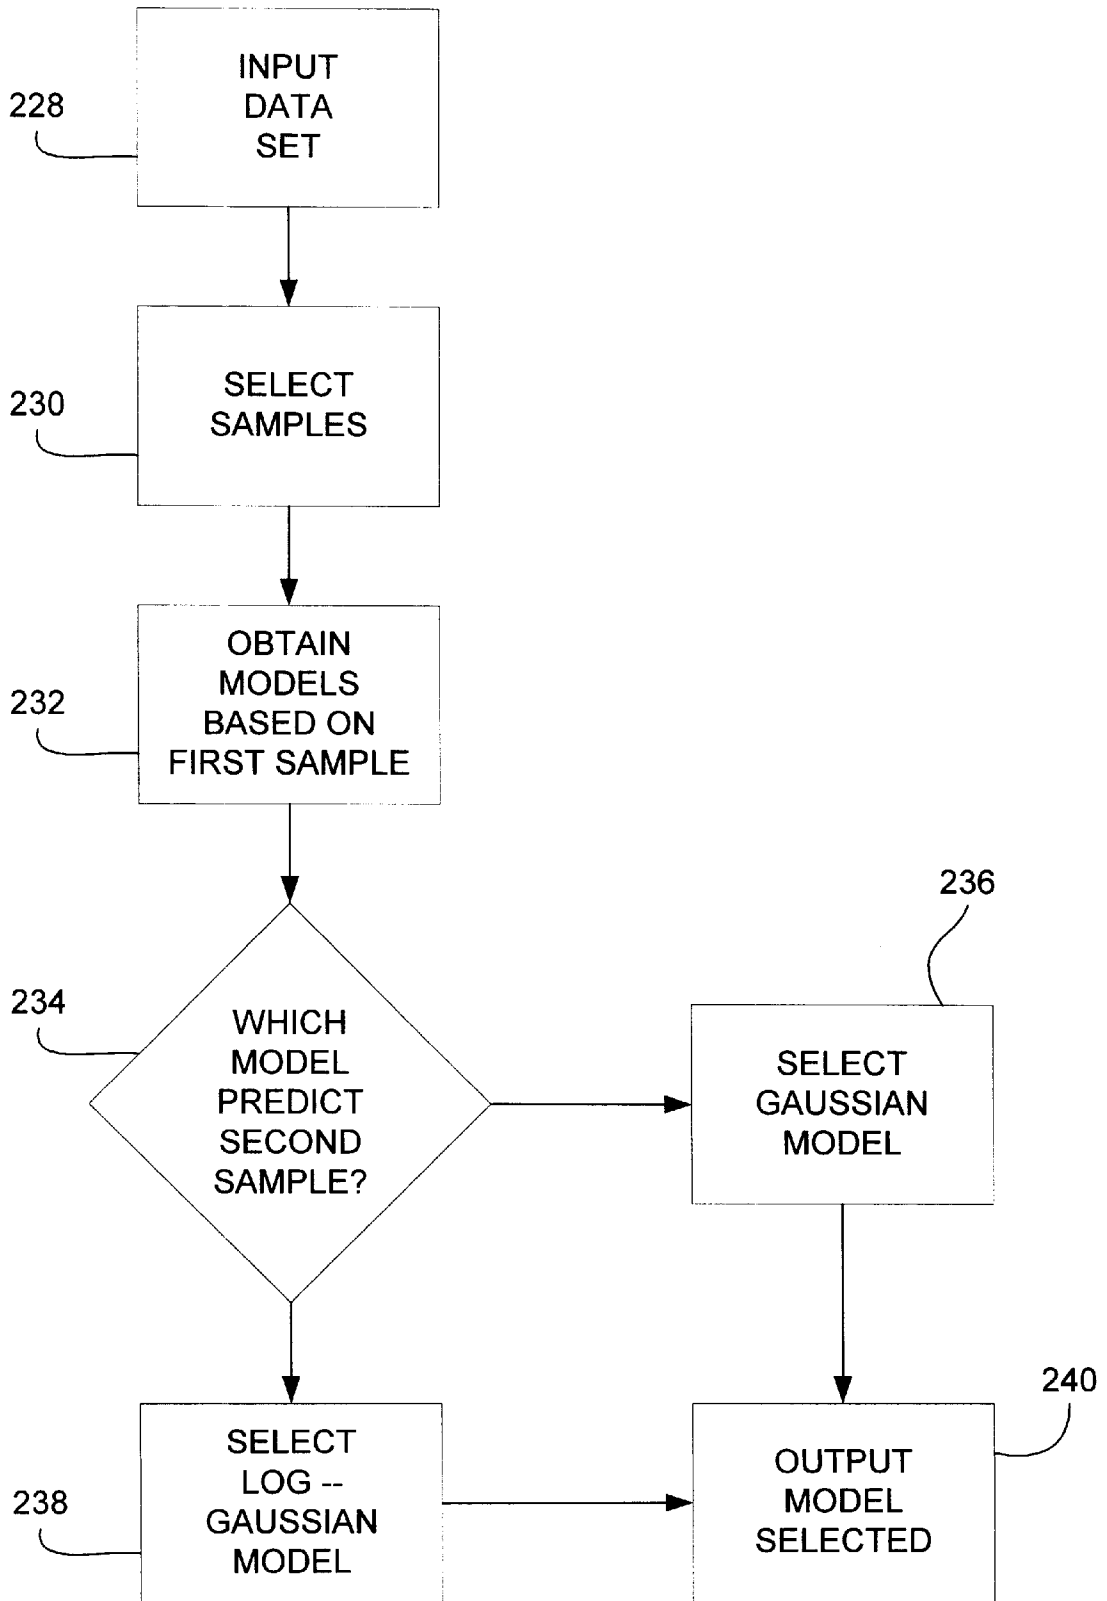 INPUT
DATA
SET
228
SELECT
SAMPLES
230
OBTAIN
MODELS
BASED ON
FIRST SAMPLE
232
236
234
WHICH
MODEL
PREDICT
SECOND
SAMPLE?
SELECT
GAUSSIAN
MODEL
240
SELECT
LOG --
GAUSSIAN
MODEL
238
OUTPUT
MODEL
SELECTED